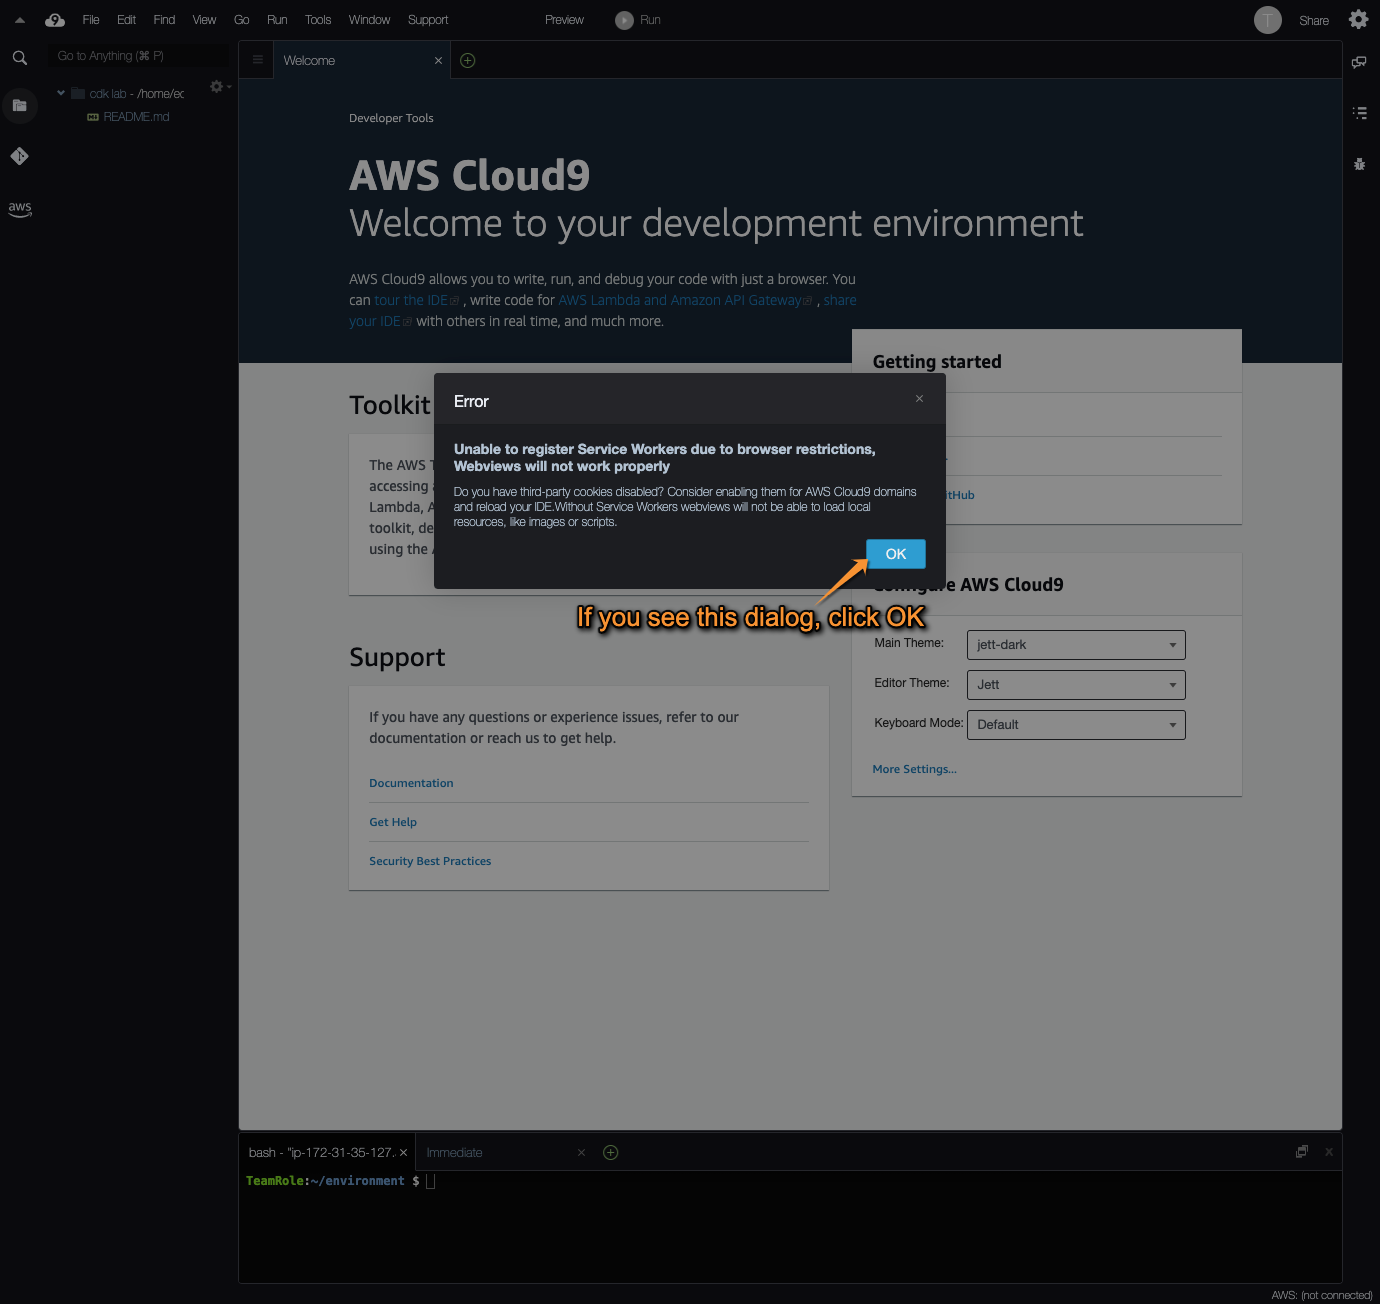 File Edit Find View Go Run Tools Window Support Preview Run T Share
Go to Anything (⌘ P)
Welcome
cdk lab - /home/ec
README.md
aws
Developer Tools
AWS Cloud9
Welcome to your development environment
AWS Cloud9 allows you to write, run, and debug your code with just a browser. You
can tour the IDE , write code for AWS Lambda and Amazon API Gateway , share
your IDE with others in real time, and much more.
Getting started
Toolkit
The AWS T
accessing
Lambda, A
toolkit, de
using the
itHub
Error
Unable to register Service Workers due to browser restrictions,
Webviews will not work properly
Do you have third-party cookies disabled? Consider enabling them for AWS Cloud9 domains
and reload your IDE.Without Service Workers webviews will not be able to load local
resources, like images or scripts.
OK
If you see this dialog, click OK
Configure AWS Cloud9
Main Theme: jett-dark
Editor Theme: Jett
Keyboard Mode: Default
More Settings...
Support
If you have any questions or experience issues, refer to our
documentation or reach us to get help.
Documentation
Get Help
Security Best Practices
bash - "ip-172-31-35-127. Immediate
TeamRole:~/environment $
AWS: (not connected)